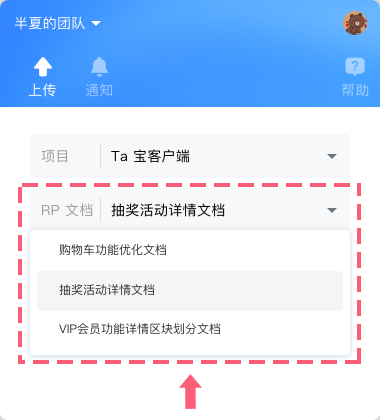 半夏的团队
上传 通知 帮助
项目 Ta 宝客户端
RP 文档 抽奖活动详情文档
购物车功能优化文档
抽奖活动详情文档
VIP会员功能详情区块划分文档